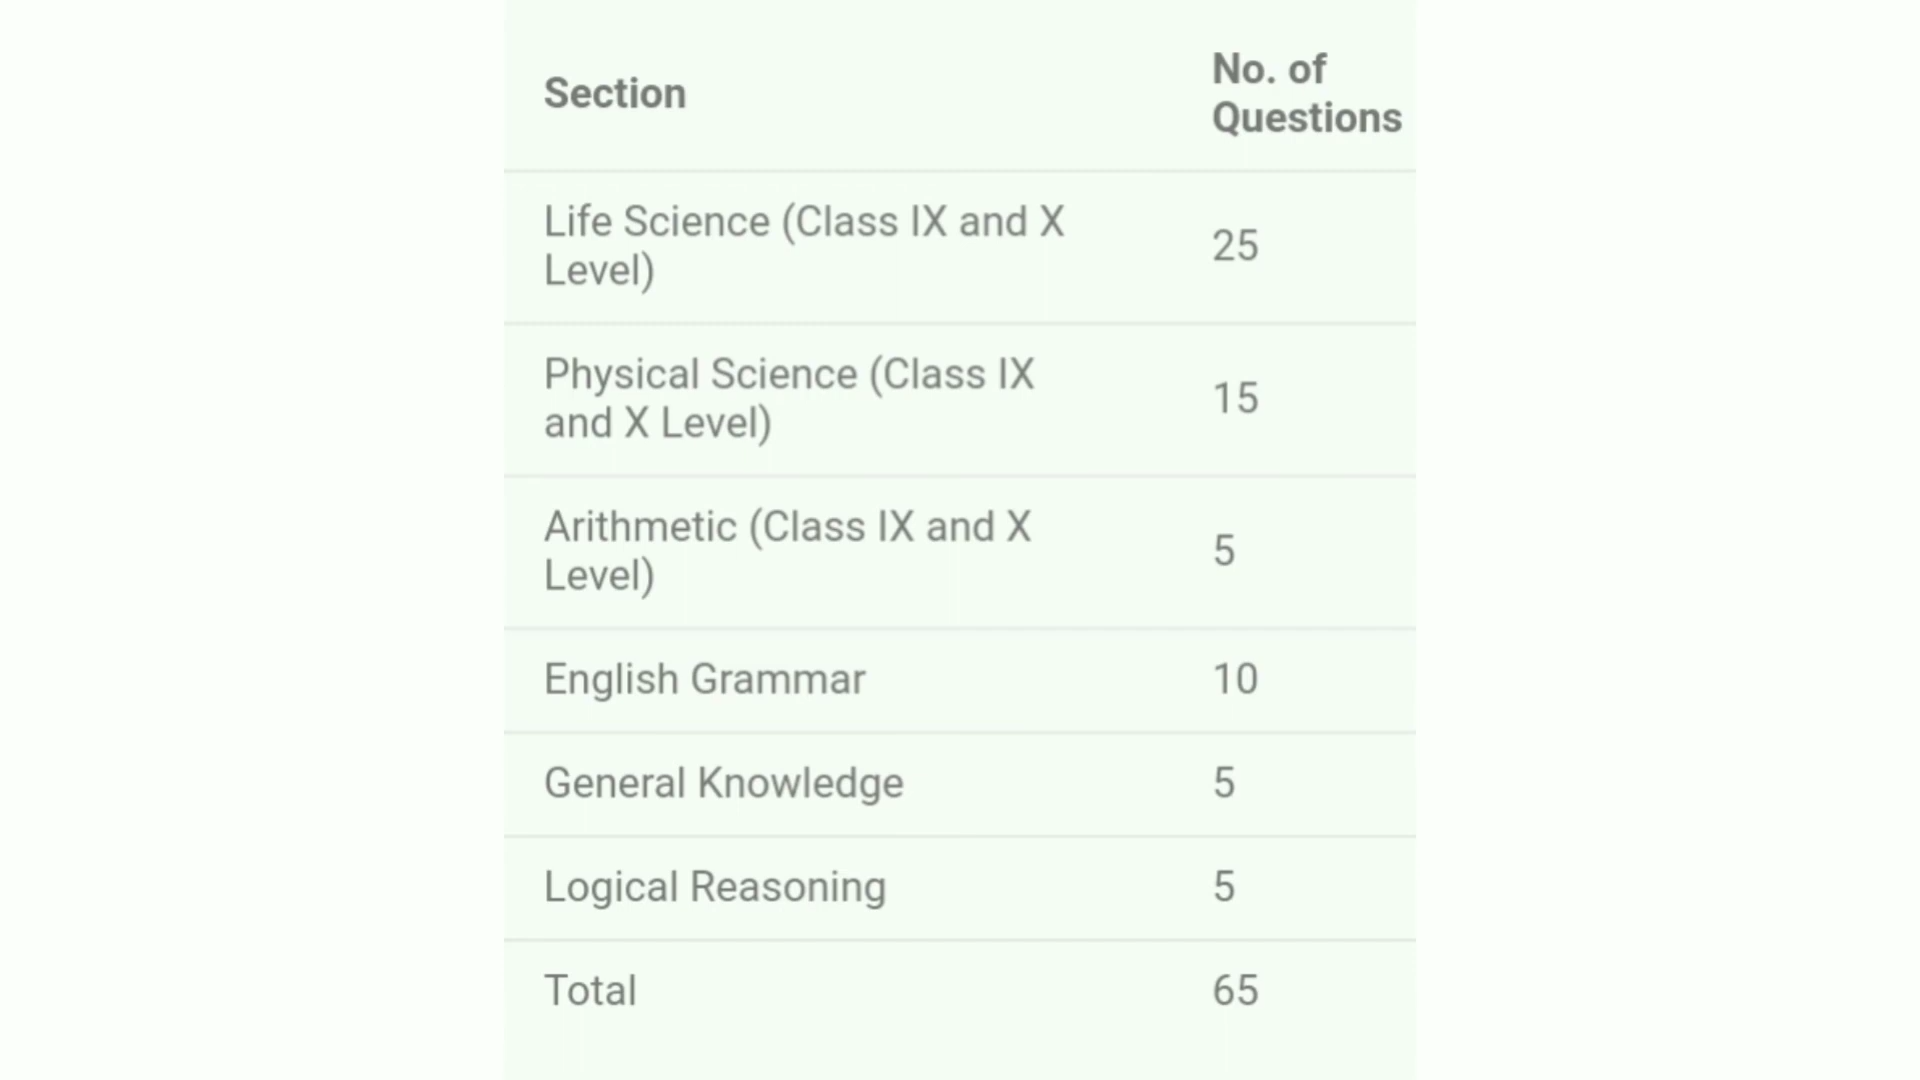 Section
No. of
Questions
Life Science (Class IX and X
Level)
25
Physical Science (Class IX
and X Level)
15
Arithmetic (Class IX and X
Level)
5
English Grammar
10
General Knowledge
5
Logical Reasoning
5
Total
65